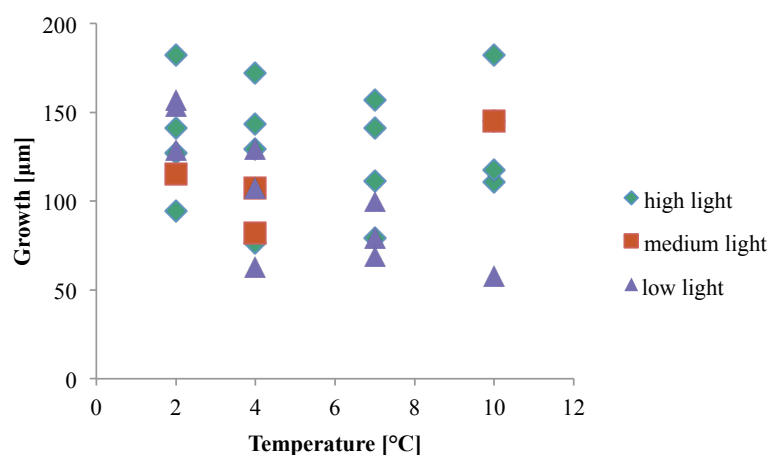 200
150
100
50
0
0 2 4 6 8 10 12
Growth [µm]
Temperature [°C]
high light
medium light
low light